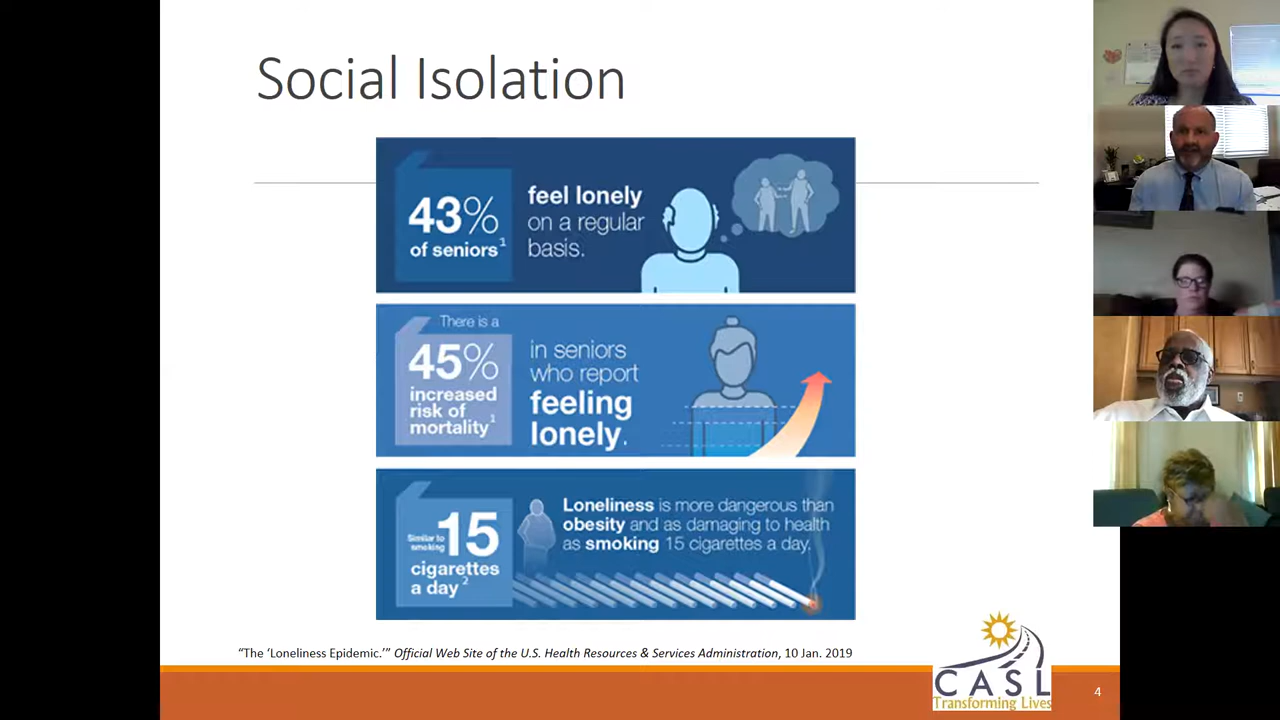 Social Isolation
43%
of seniors1
feel lonely
on a regular
basis.
There is a
45%
increased
risk of
mortality1
in seniors
who report
feeling
lonely.
Similar to
smoking
15
cigarettes
a day2
Loneliness is more dangerous than
obesity and as damaging to health
as smoking 15 cigarettes a day.
“The ‘Loneliness Epidemic.’” Official Web Site of the U.S. Health Resources & Services Administration, 10 Jan. 2019
CASL
Transforming Lives
4